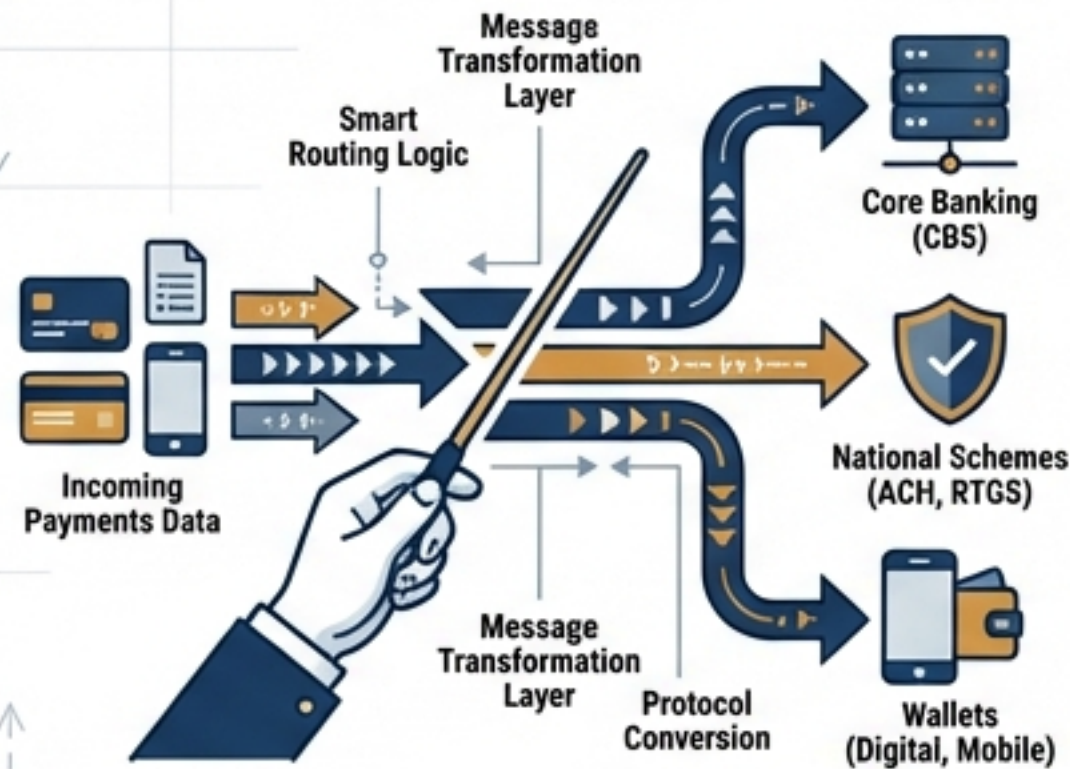 Message
Transformation
Layer
Smart
Routing Logic
Core Banking
(CBS)
Incoming
Payments Data
National Schemes
(ACH, RTGS)
Message
Transformation
Layer
Protocol
Conversion
Wallets
(Digital, Mobile)